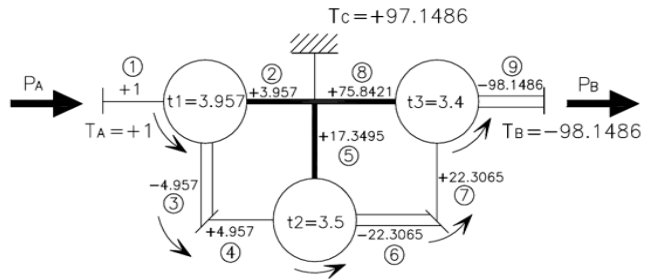 TC=+97.1486
PA
①
+1
TA=+1
t1=3.957
②
+3.957
⑧
+75.8421
t3=3.4
⑨
-98.1486
PB
TB=-98.1486
+17.3495
⑤
-4.957
③
+4.957
④
t2=3.5
-22.3065
⑥
+22.3065
⑦